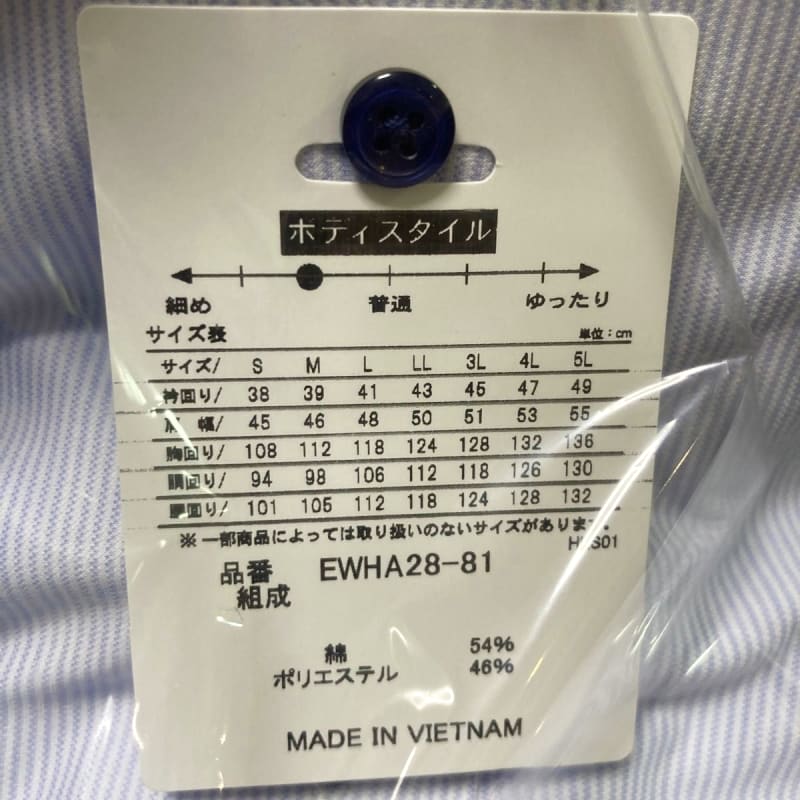 ボディスタイル
細め 普通 ゆったり
サイズ表 単位:cm
サイズ/ S M L LL 3L 4L 5L
衿回り/ 38 39 41 43 45 47 49
肩 幅/ 45 46 48 50 51 53 55
胸回り/ 108 112 118 124 128 132 136
胴回り/ 94 98 106 112 118 126 130
腰回り/ 101 105 112 118 124 128 132
※一部商品によっては取り扱いのないサイズがあります。
品番 EWHA28-81
組成
綿 54%
ポリエステル 46%
MADE IN VIETNAM